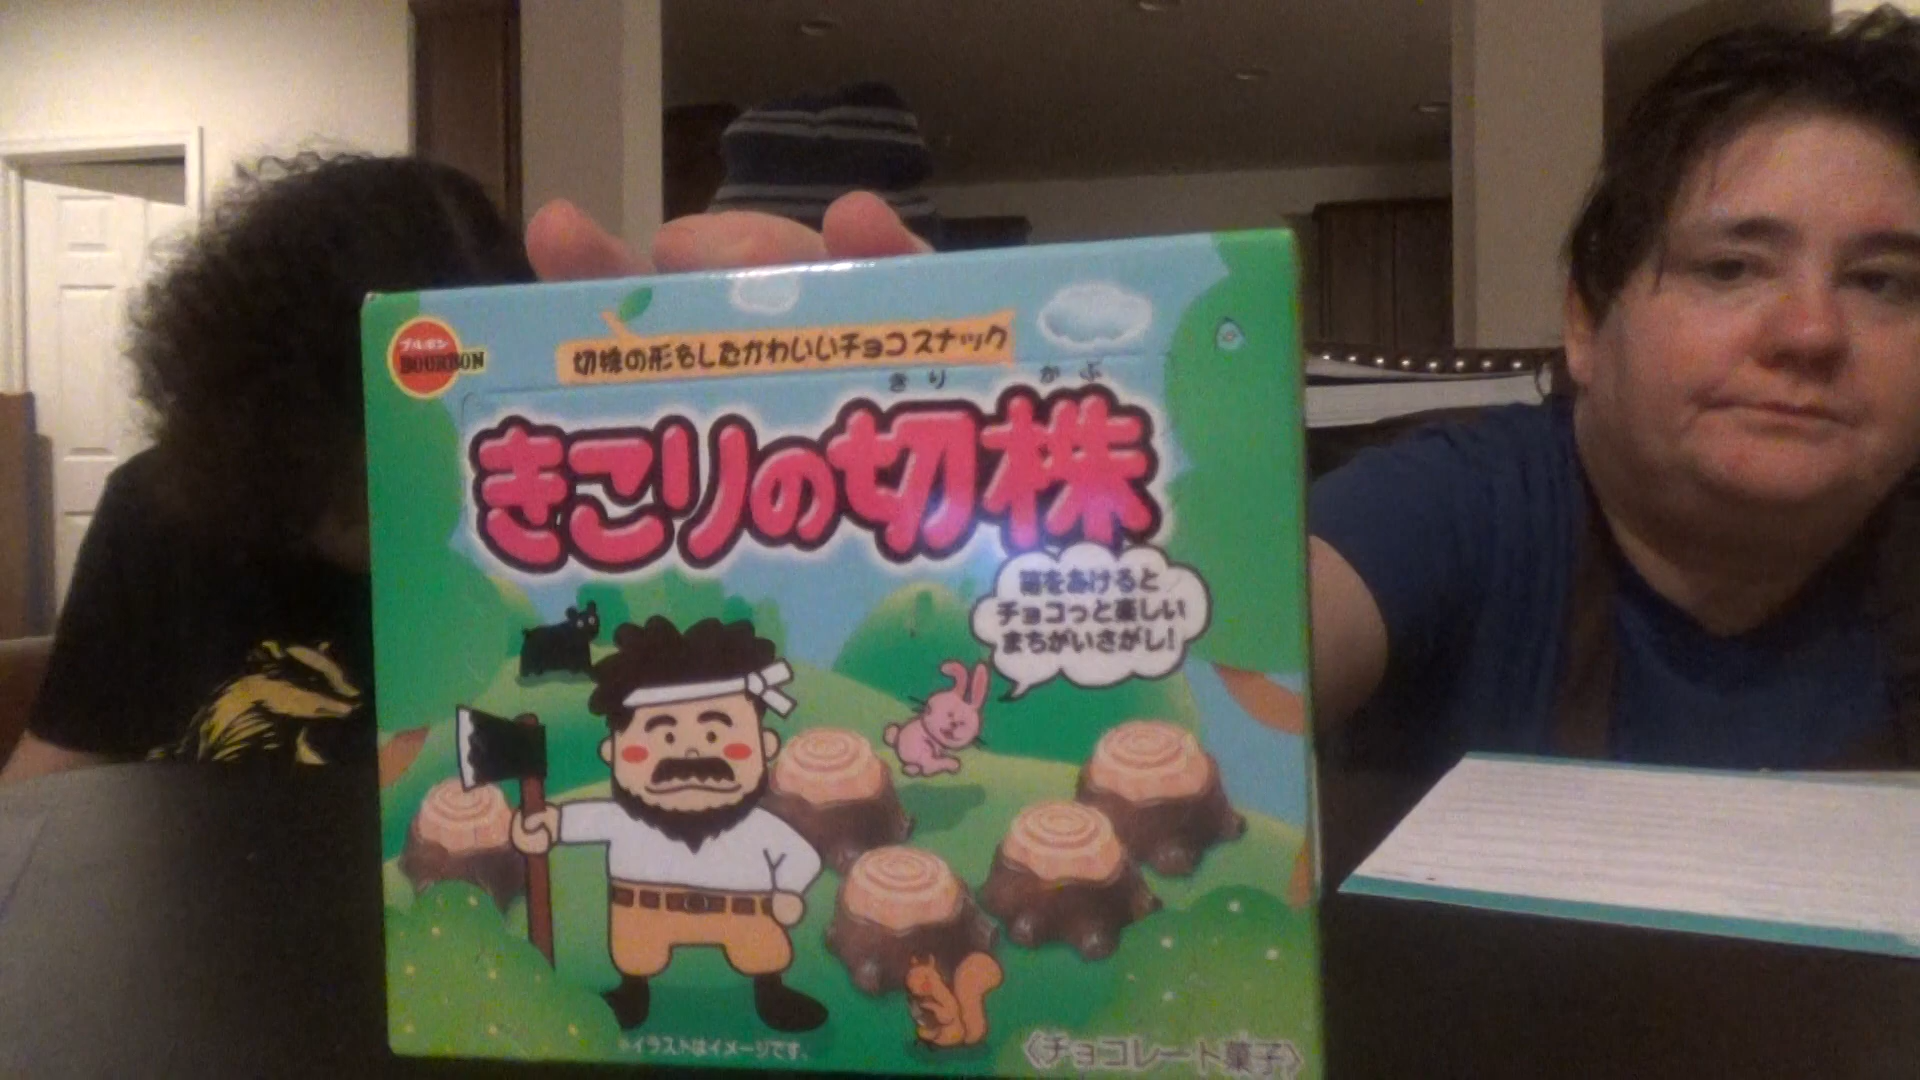 ブルボン
BOURBON
切株の形をしたかわいいチョコスナック
きり かぶ
きこりの切株
箱をあけると
チョコっと楽しい
まちがいさがし!
※イラストはイメージです。
《チョコレート菓子》